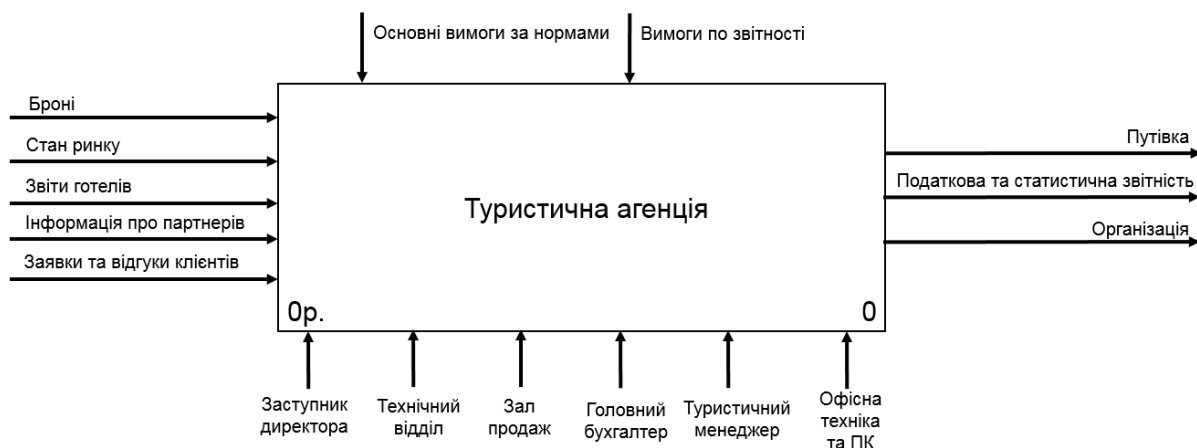 Основні вимоги за нормами
Вимоги по звітності
Броні
Стан ринку
Звіти готелів
Інформація про партнерів
Заявки та відгуки клієнтів
Туристична агенція
0р.
0
Путівка
Податкова та статистична звітність
Організація
Заступник
директора
Технічний
відділ
Зал
продаж
Головний
бухгалтер
Туристичний
менеджер
Офісна
техніка
та ПК